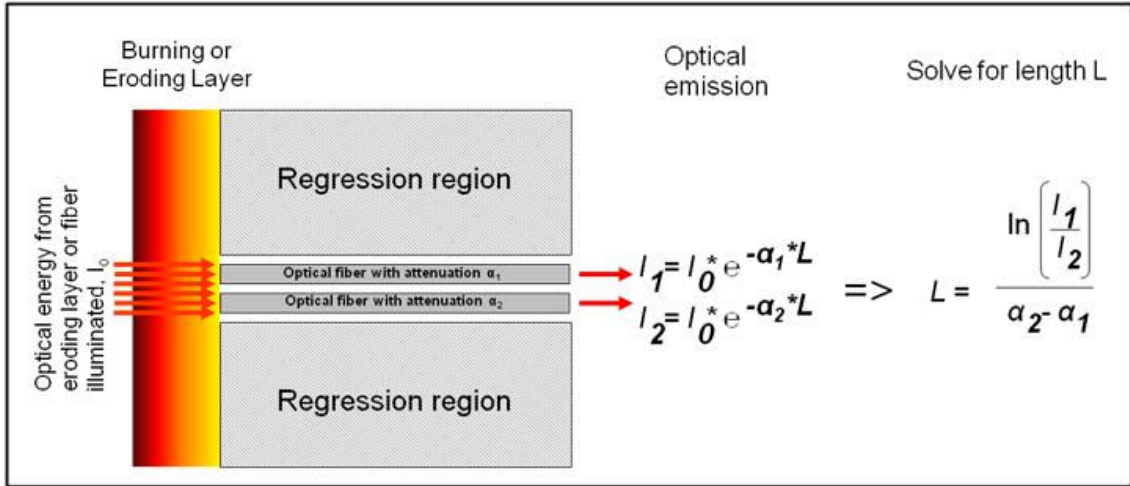 Burning or
Eroding Layer
Optical
emission
Solve for length L
Optical energy from
eroding layer or fiber
illuminated, I₀
Regression region
Optical fiber with attenuation α₁
Optical fiber with attenuation α₂
Regression region
I₁ = I₀* e^-α₁*L
I₂ = I₀* e^-α₂*L
=>
L = ln(I₁/I₂) / α₂- α₁